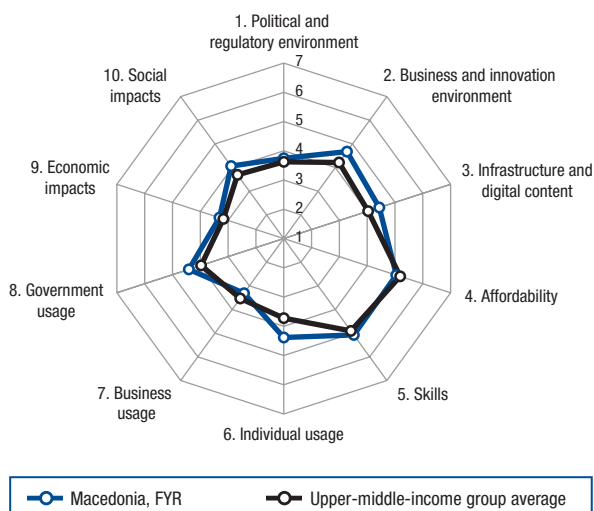 1. Political and
regulatory environment
2. Business and innovation
environment
3. Infrastructure and
digital content
4. Affordability
5. Skills
6. Individual usage
7. Business
usage
8. Government
usage
9. Economic
impacts
10. Social
impacts
7
6
5
4
3
2
1
Macedonia, FYR
Upper-middle-income group average